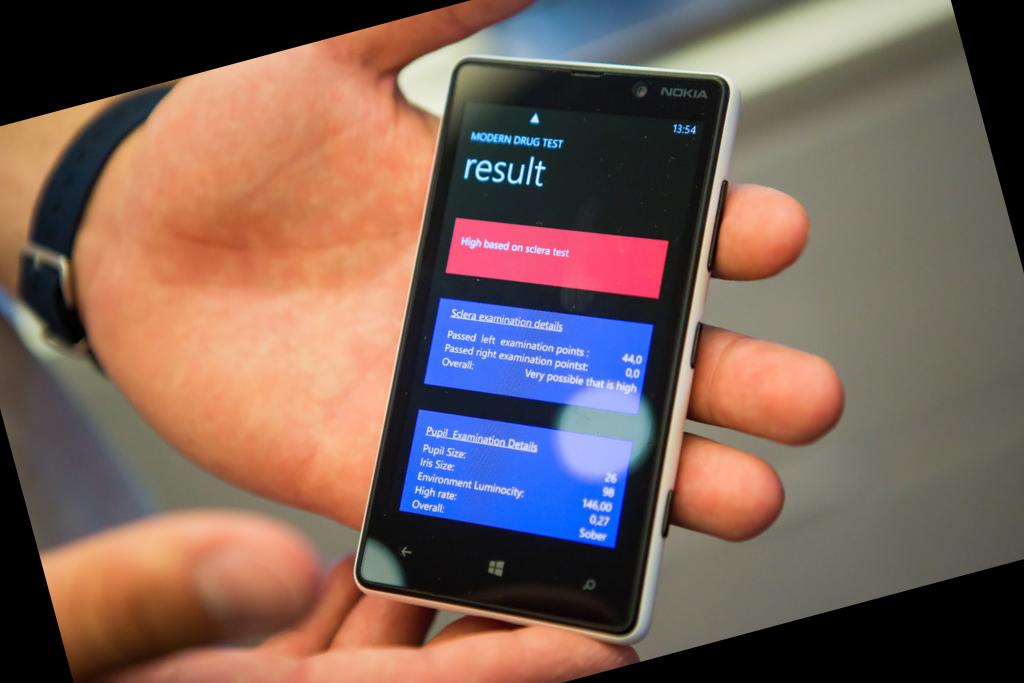 NOKIA
13:54
MODERN DRUG TEST
result
High based on sclera test
Sclera examination details
Passed left examination points : 44,0
Passed right examination pointst: 0,0
Overall: Very possible that is high
Pupil Examination Details
Pupil Size: 26
Iris Size: 98
Environment Luminocity: 146,00
High rate: 0,27
Overall: Sober